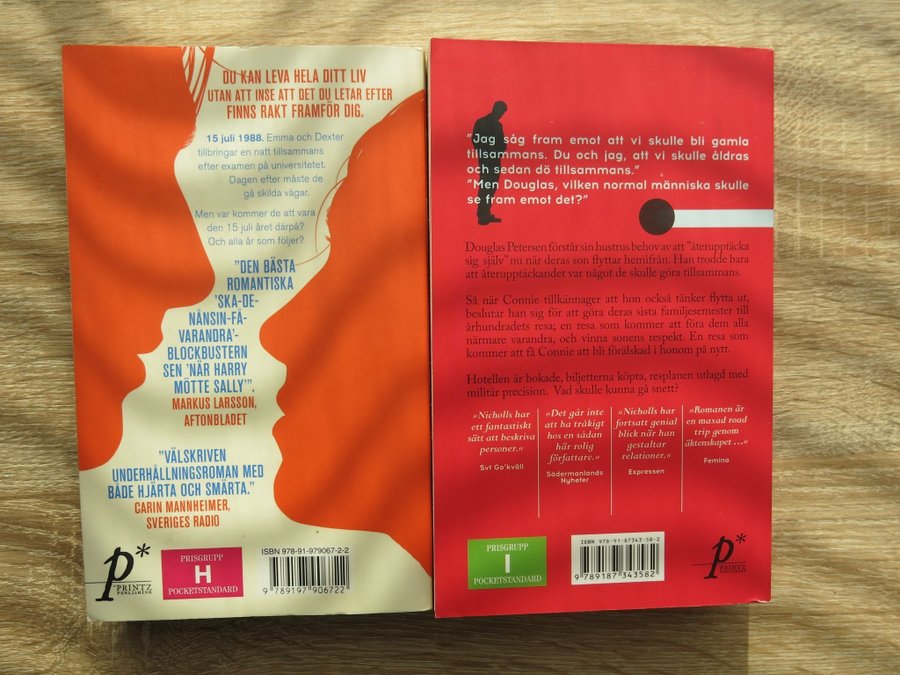 DU KAN LEVA HELA DITT LIV
UTAN ATT INSE ATT DET DU LETAR EFTER
FINNS RAKT FRAMFÖR DIG.
15 juli 1988. Emma och Dexter
tillbringar en natt tillsammans
efter examen på universitetet.
Dagen efter måste de
gå skilda vägar.
Men var kommer de att vara
den 15 juli året därpå?
Och alla år som följer?
"DEN BÄSTA
ROMANTISKA
'SKA-DE-
NÅNSIN-FÅ-
VARANDRA'-
BLOCKBUSTERN
SEN 'NÄR HARRY
MÖTTE SALLY'".
MARKUS LARSSON,
AFTONBLADET
"VÄLSKRIVEN
UNDERHÅLLNINGSROMAN MED
BÅDE HJÄRTA OCH SMÄRTA."
CARIN MANNHEIMER,
SVERIGES RADIO
p*
PRINTZ
PUBLISHING
PRISGRUPP
H
POCKETSTANDARD
ISBN 978-91-979067-2-2
9 789197 906722
"Jag såg fram emot att vi skulle bli gamla
tillsammans. Du och jag, att vi skulle åldras
och sedan dö tillsammans."
"Men Douglas, vilken normal människa skulle
se fram emot det?"
Douglas Petersen förstår sin hustrus behov av att "återupptäcka
sig själv" nu när deras son flyttar hemifrån. Han trodde bara
att återupptäckandet var något de skulle göra tillsammans.
Så när Connie tillkännager att hon också tänker flytta ut,
beslutar han sig för att göra deras sista familjesemester till
århundradets resa; en resa som kommer att föra dem alla
närmare varandra, och vinna sonens respekt. En resa som
kommer att få Connie att bli förälskad i honom på nytt.
Hotellen är bokade, biljetterna köpta, resplanen utlagd med
militär precision. Vad skulle kunna gå snett?
»Nicholls har
ett fantastiskt
sätt att beskriva
personer.«
Svt Go'kväll
»Det går inte
att ha tråkigt
hos en sådan
här rolig
författare.«
Södermanlands
Nyheter
»Nicholls har
fortsatt genial
blick när han
gestaltar
relationer.«
Expressen
»Romanen är
en maxad road
trip genom
äktenskapet ...«
Femina
PRISGRUPP
I
POCKETSTANDARD
ISBN 978-91-87343-58-2
9 789187 343582
p*
PRINTZ
PUBLISHING